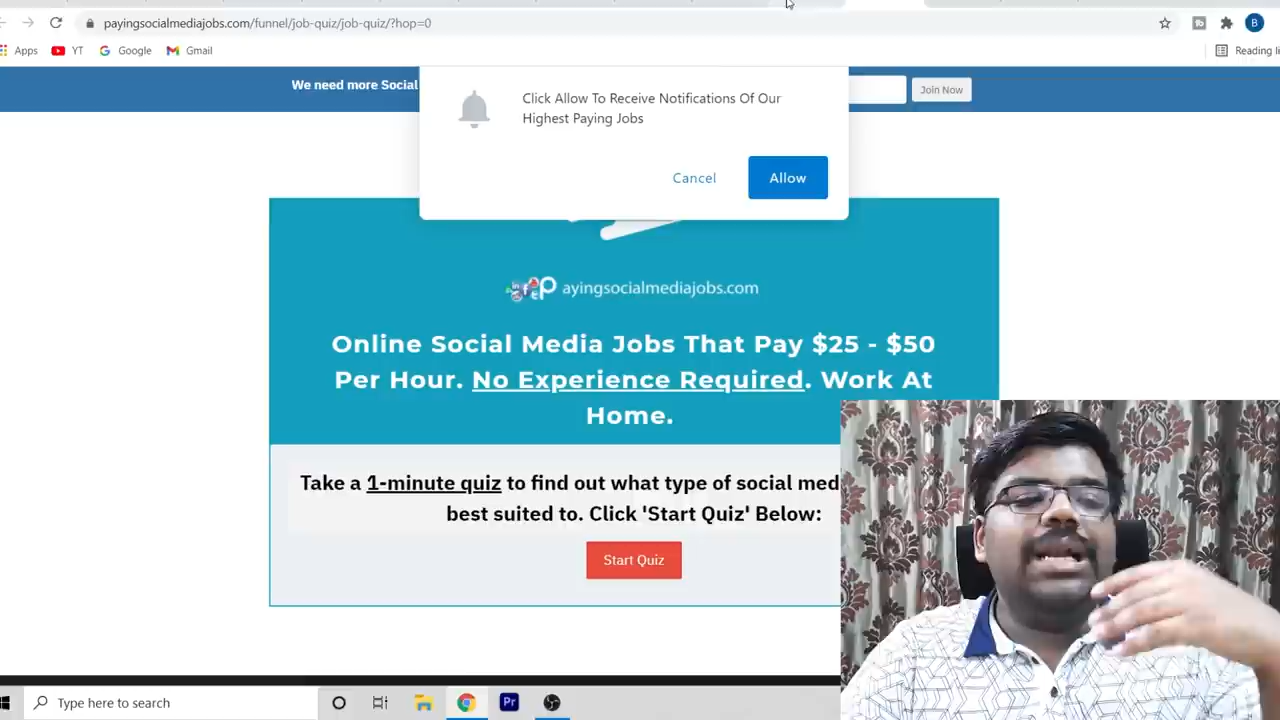 payingsocialmediajobs.com/funnel/job-quiz/job-quiz/?hop=0
B
Apps
YT
Google
Gmail
Reading
We need more Social
Join Now
Click Allow To Receive Notifications Of Our
Highest Paying Jobs
Cancel
Allow
ayingsocialmediajobs.com
Online Social Media Jobs That Pay $25 - $50
Per Hour. No Experience Required. Work At
Home.
Take a 1-minute quiz to find out what type of social med
best suited to. Click 'Start Quiz' Below:
Start Quiz
Type here to search
Pr